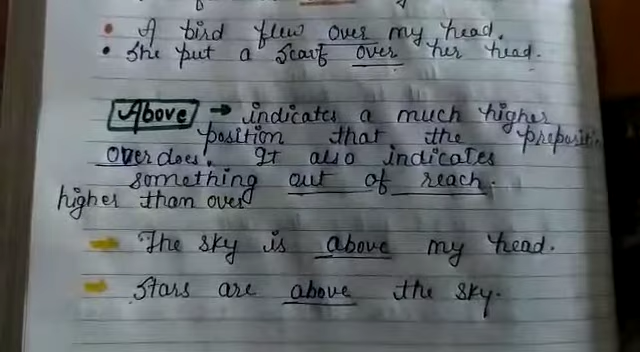 A bird flew over my head.
She put a scarf over her head.
Above → indicates a much higher
position that the preposition
over does. It also indicates
something out of reach.
higher than over
The sky is above my head.
Stars are above the sky.